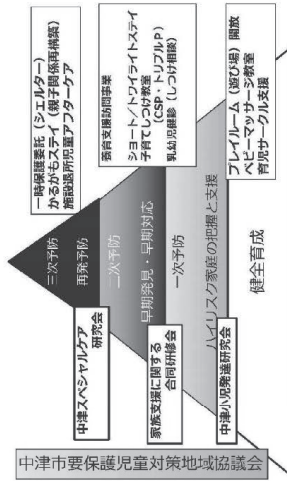 一時保護委託（シェルター）
かるがもステイ（親子関係再構築）
施設退所児童アフターケア
養育支援訪問事業
ショート／トワイライトステイ
子育てしつけ教室
（CSP・トリプルP）
乳幼児健診（しつけ相談）
プレイルーム（遊び場）開放
ベビーマッサージ教室
育児サークル支援
三次予防
再発予防
二次予防
早期発見・早期対応
一次予防
ハイリスク家庭の把握と支援
健全育成
中津スペシャルケア
研究会
家族支援に関する
合同研修会
中津小児発達研究会
中津市要保護児童対策地域協議会